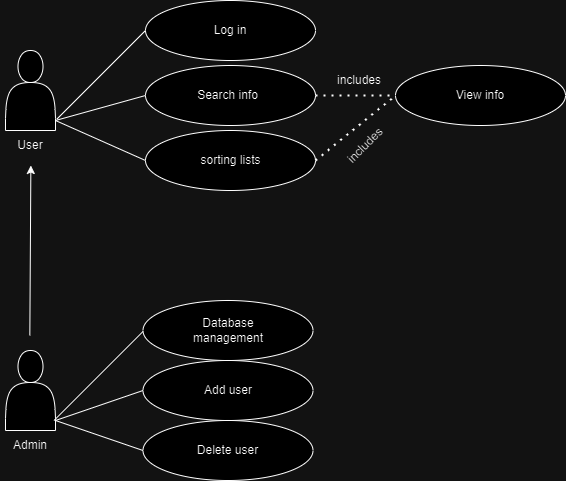 Log in
Search info
includes
View info
User
sorting lists
includes
Database
management
Add user
Admin
Delete user